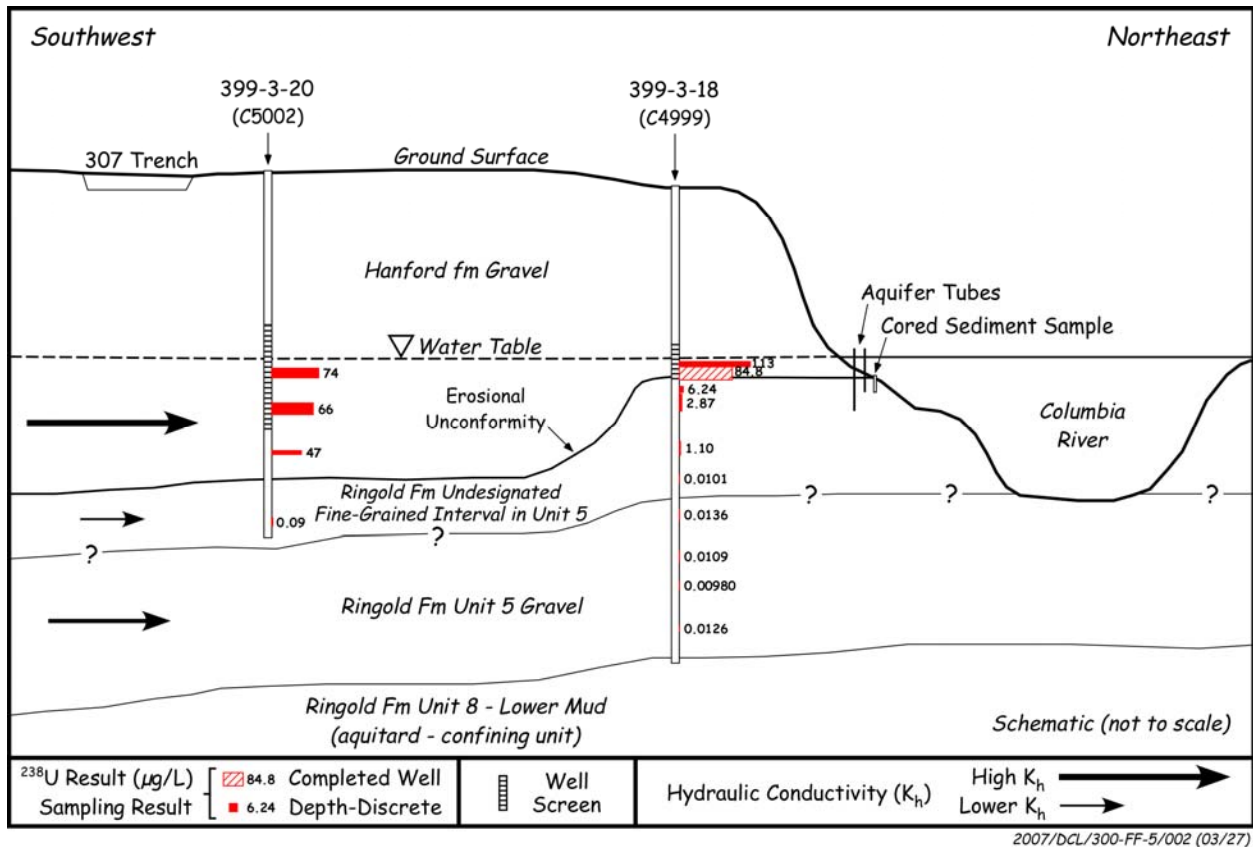 Southwest
Northeast
399-3-20
(C5002)
399-3-18
(C4999)
307 Trench
Ground Surface
Hanford fm Gravel
Aquifer Tubes
Cored Sediment Sample
Water Table
113
84.8
74
6.24
2.87
66
Erosional
Unconformity
Columbia
River
47
1.10
0.0101
Ringold Fm Undesignated
Fine-Grained Interval in Unit 5
? ? ?
0.09
0.0136
?
?
0.0109
0.00980
Ringold Fm Unit 5 Gravel
0.0126
Ringold Fm Unit 8 - Lower Mud
(aquitard - confining unit)
Schematic (not to scale)
²³⁸U Result (µg/L)
Sampling Result
84.8 Completed Well
6.24 Depth-Discrete
Well
Screen
Hydraulic Conductivity (Kₕ)
High Kₕ
Lower Kₕ
2007/DCL/300-FF-5/002 (03/27)